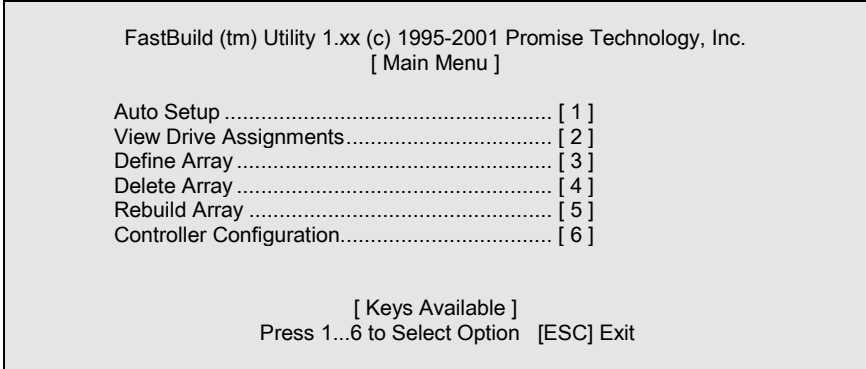 FastBuild (tm) Utility 1.xx (c) 1995-2001 Promise Technology, Inc.
[ Main Menu ]
Auto Setup ...................................................... [ 1 ]
View Drive Assignments.................................. [ 2 ]
Define Array .................................................... [ 3 ]
Delete Array .................................................... [ 4 ]
Rebuild Array .................................................. [ 5 ]
Controller Configuration................................... [ 6 ]
[ Keys Available ]
Press 1...6 to Select Option [ESC] Exit